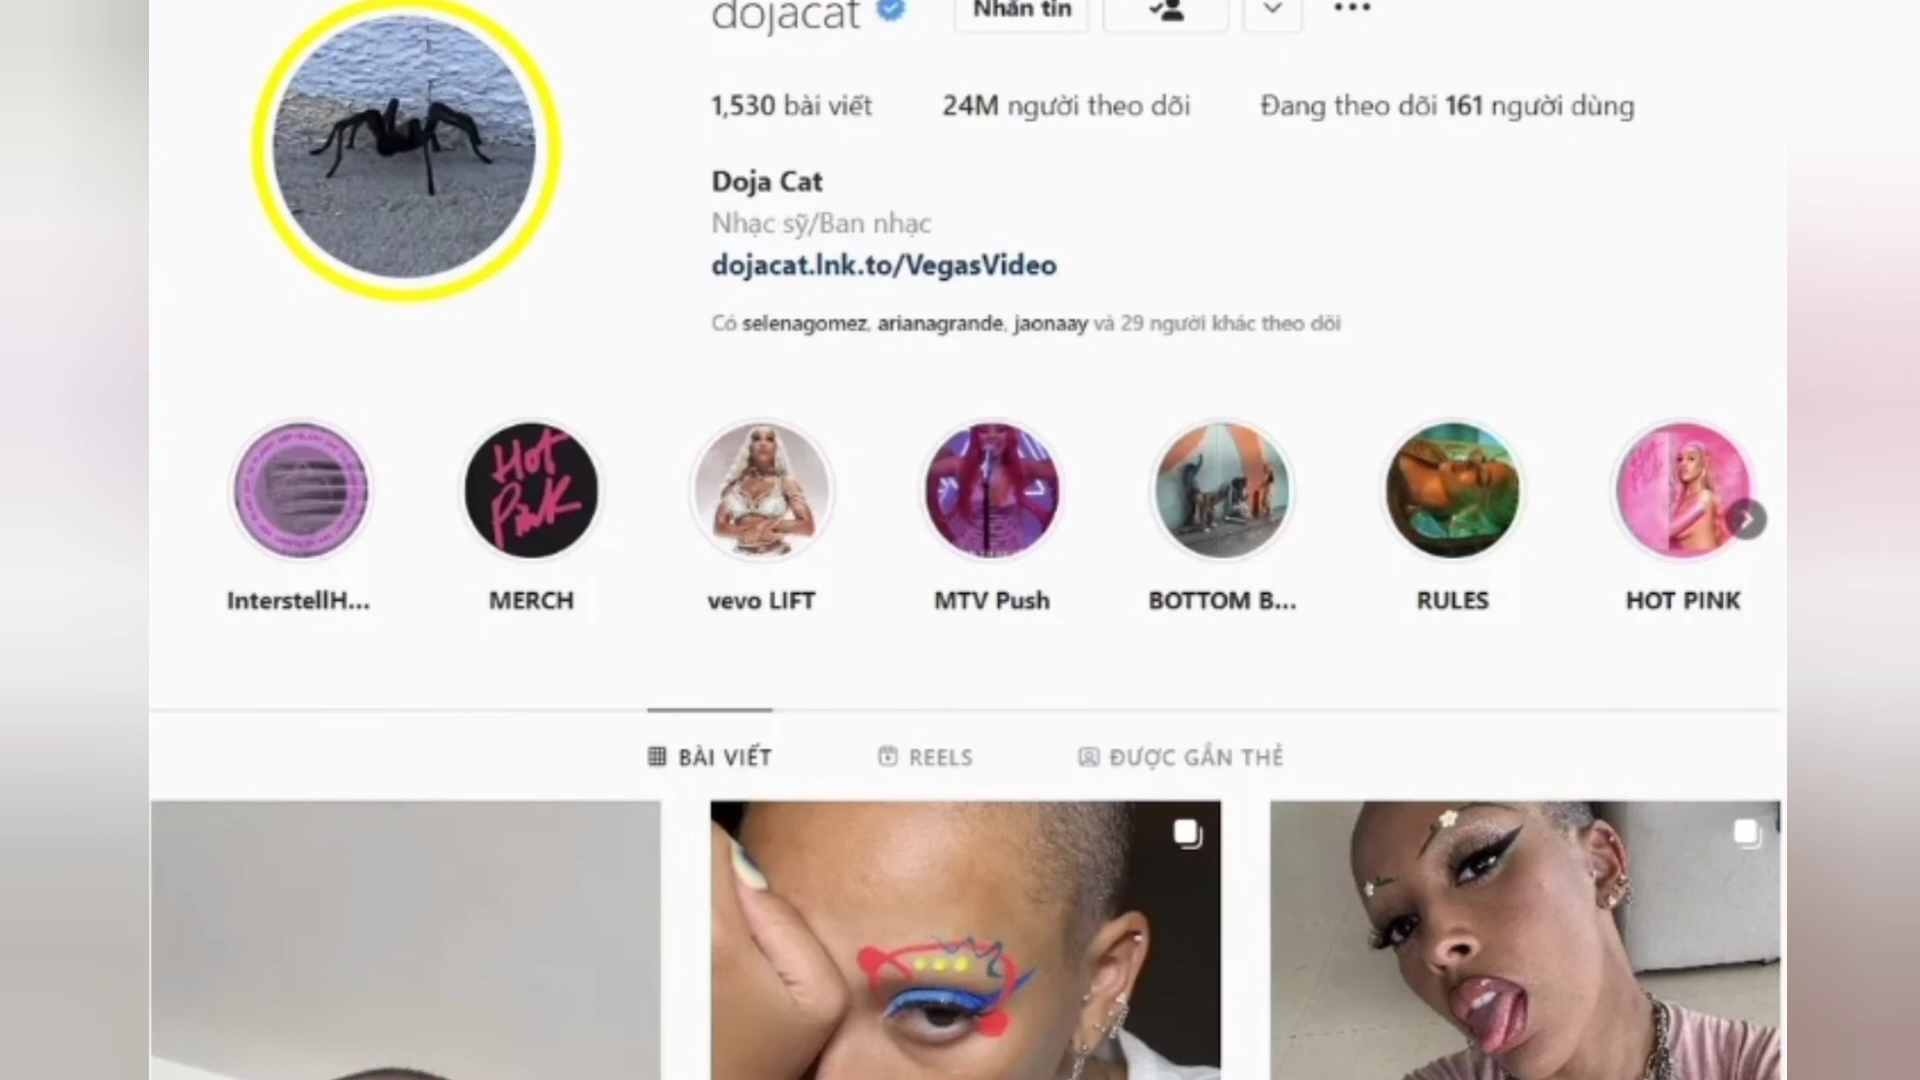 dojacat
Nhắn tin
1,530 bài viết
24M người theo dõi
Đang theo dõi 161 người dùng
Doja Cat
Nhạc sỹ/Ban nhạc
dojacat.lnk.to/VegasVideo
Có selenagomez, arianagrande, jaonaay và 29 người khác theo dõi
Hot
Pink
InterstellH...
MERCH
vevo LIFT
MTV Push
BOTTOM B...
RULES
HOT PINK
BÀI VIẾT
REELS
ĐƯỢC GẮN THẺ